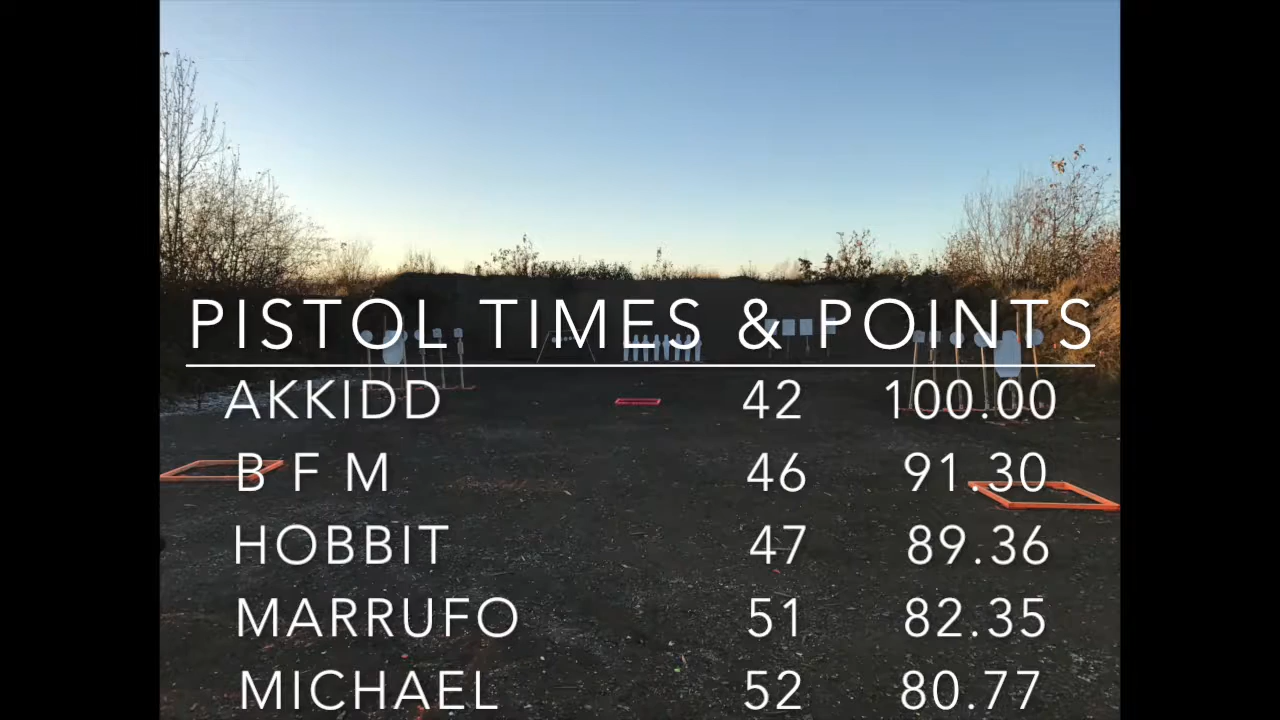 PISTOL TIMES & POINTS
AKKIDD 42 100.00
B F M 46 91.30
HOBBIT 47 89.36
MARRUFO 51 82.35
MICHAEL 52 80.77